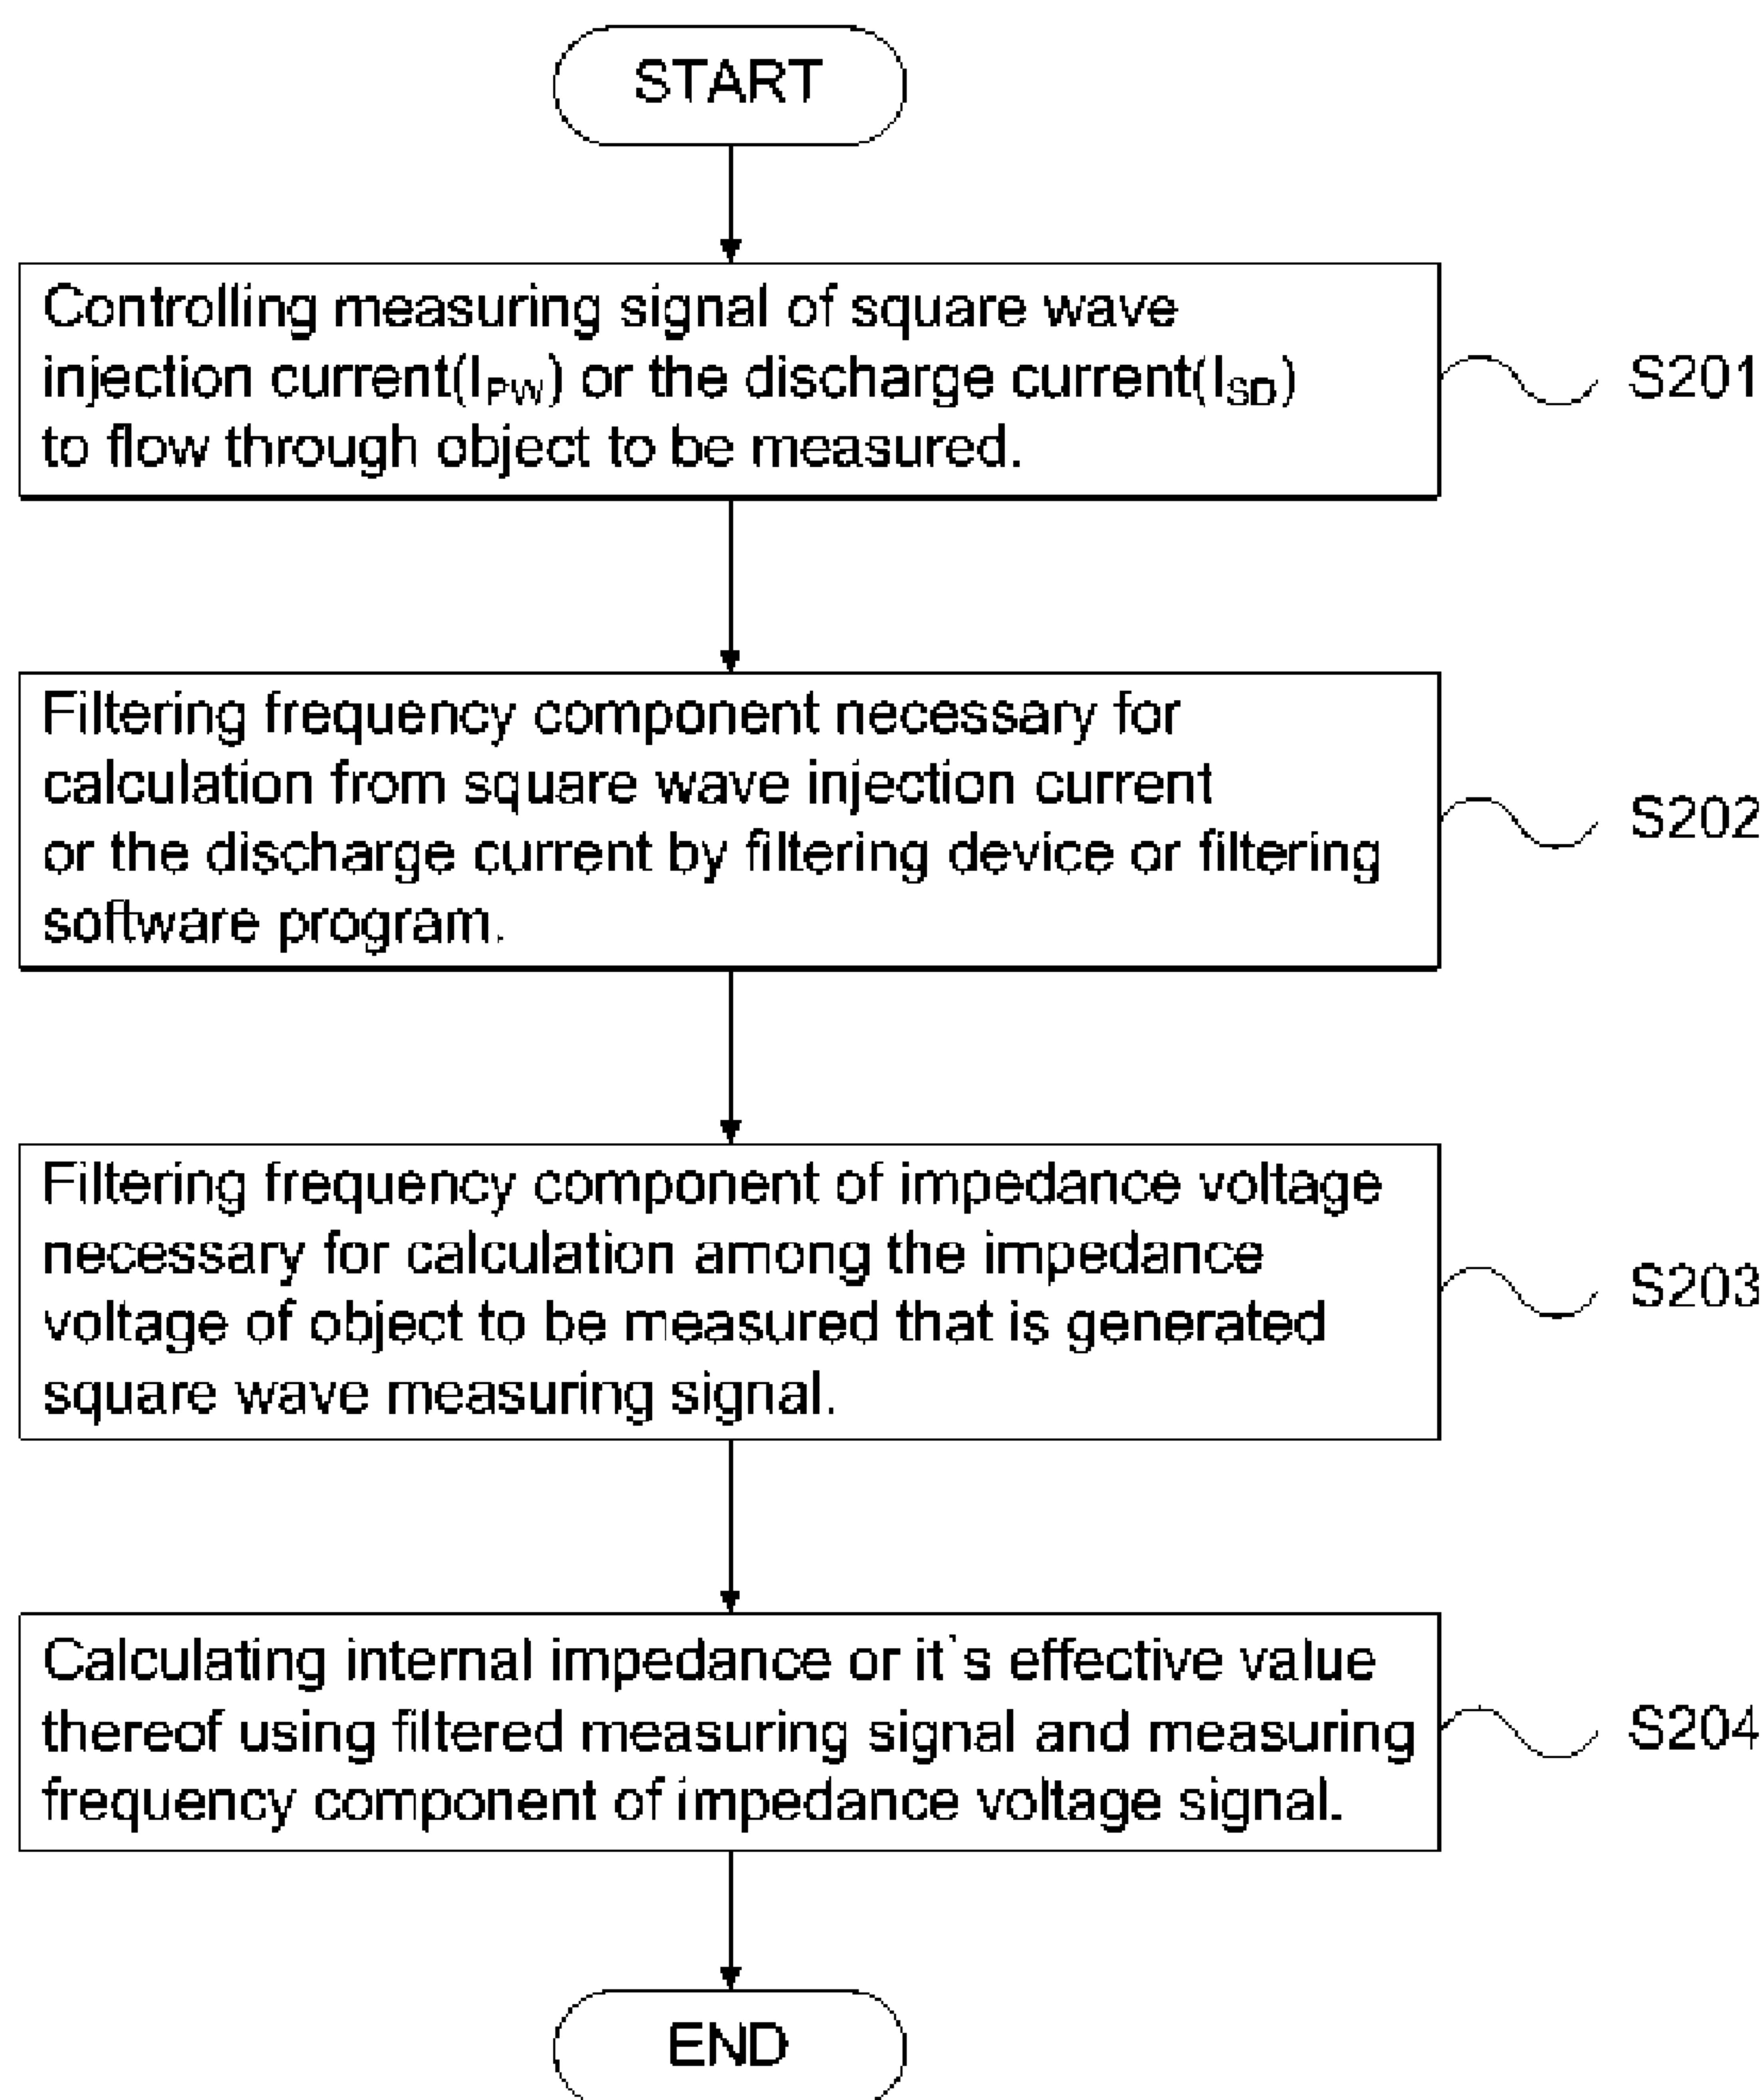 START
Controlling measuring signal of square wave
injection current(I_PW) or the discharge current(I_SD)
to flow through object to be measured.
S201
Filtering frequency component necessary for
calculation from square wave injection current
or the discharge current by filtering device or filtering
software program.
S202
Filtering frequency component of impedance voltage
necessary for calculation among the impedance
voltage of object to be measured that is generated
square wave measuring signal.
S203
Calculating internal impedance or it`s effective value
thereof using filtered measuring signal and measuring
frequency component of impedance voltage signal.
S204
END